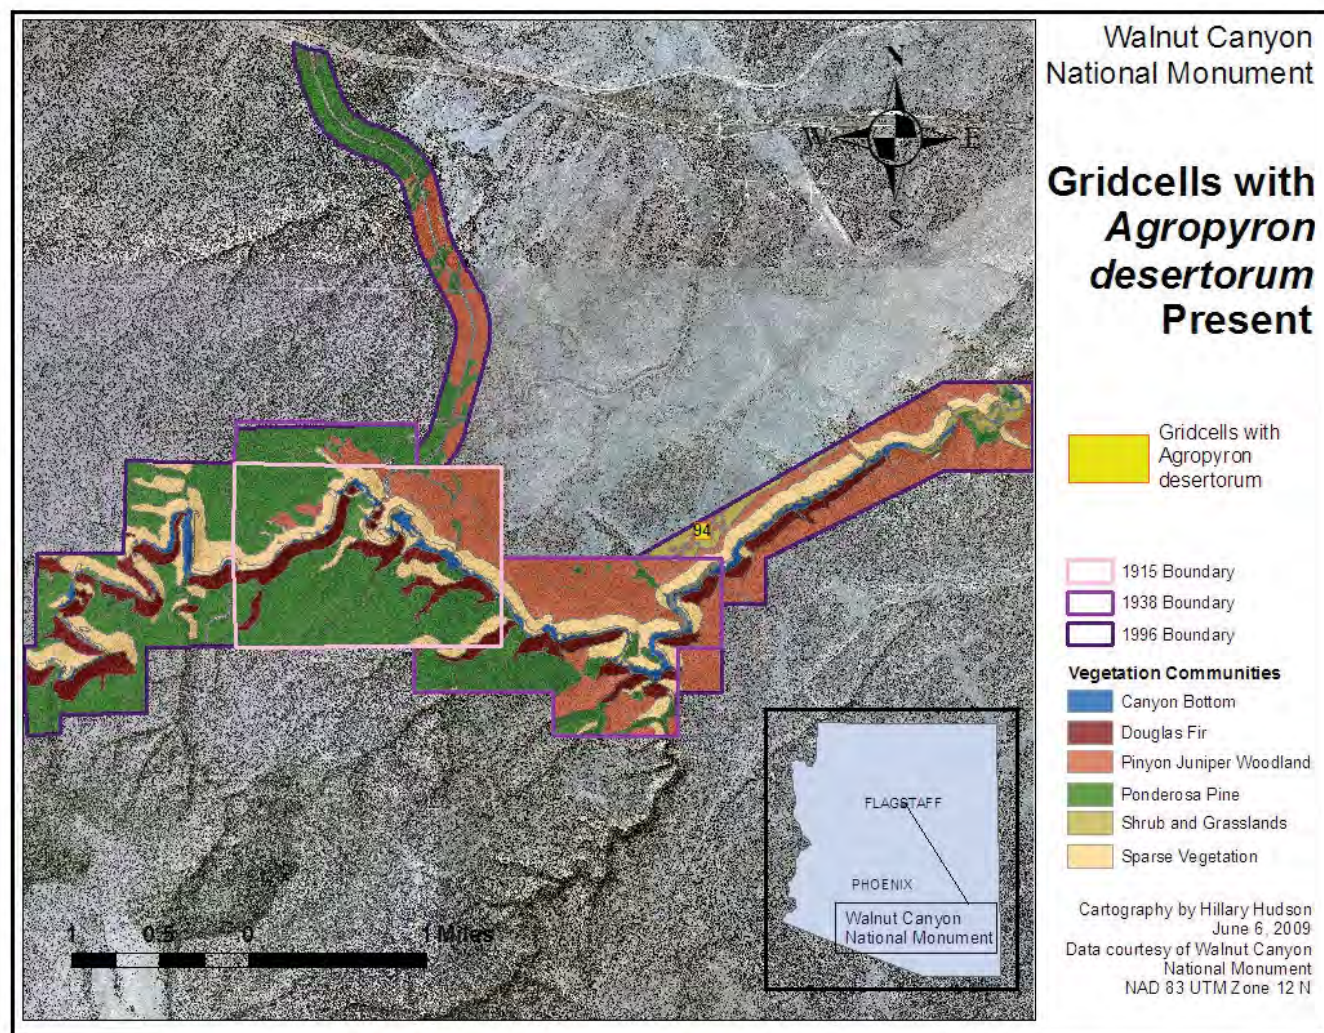 Walnut Canyon
National Monument
Gridcells with
Agropyron
desertorum
Present
N
W
E
S
Gridcells with
Agropyron
desertorum
94
1915 Boundary
1938 Boundary
1996 Boundary
Vegetation Communities
Canyon Bottom
Douglas Fir
Pinyon Juniper Woodland
Ponderosa Pine
Shrub and Grasslands
Sparse Vegetation
FLAGSTAFF
PHOENIX
Walnut Canyon
National Monument
1 0.5 0 1 Miles
Cartography by Hillary Hudson
June 6, 2009
Data courtesy of Walnut Canyon
National Monument
NAD 83 UTM Zone 12 N